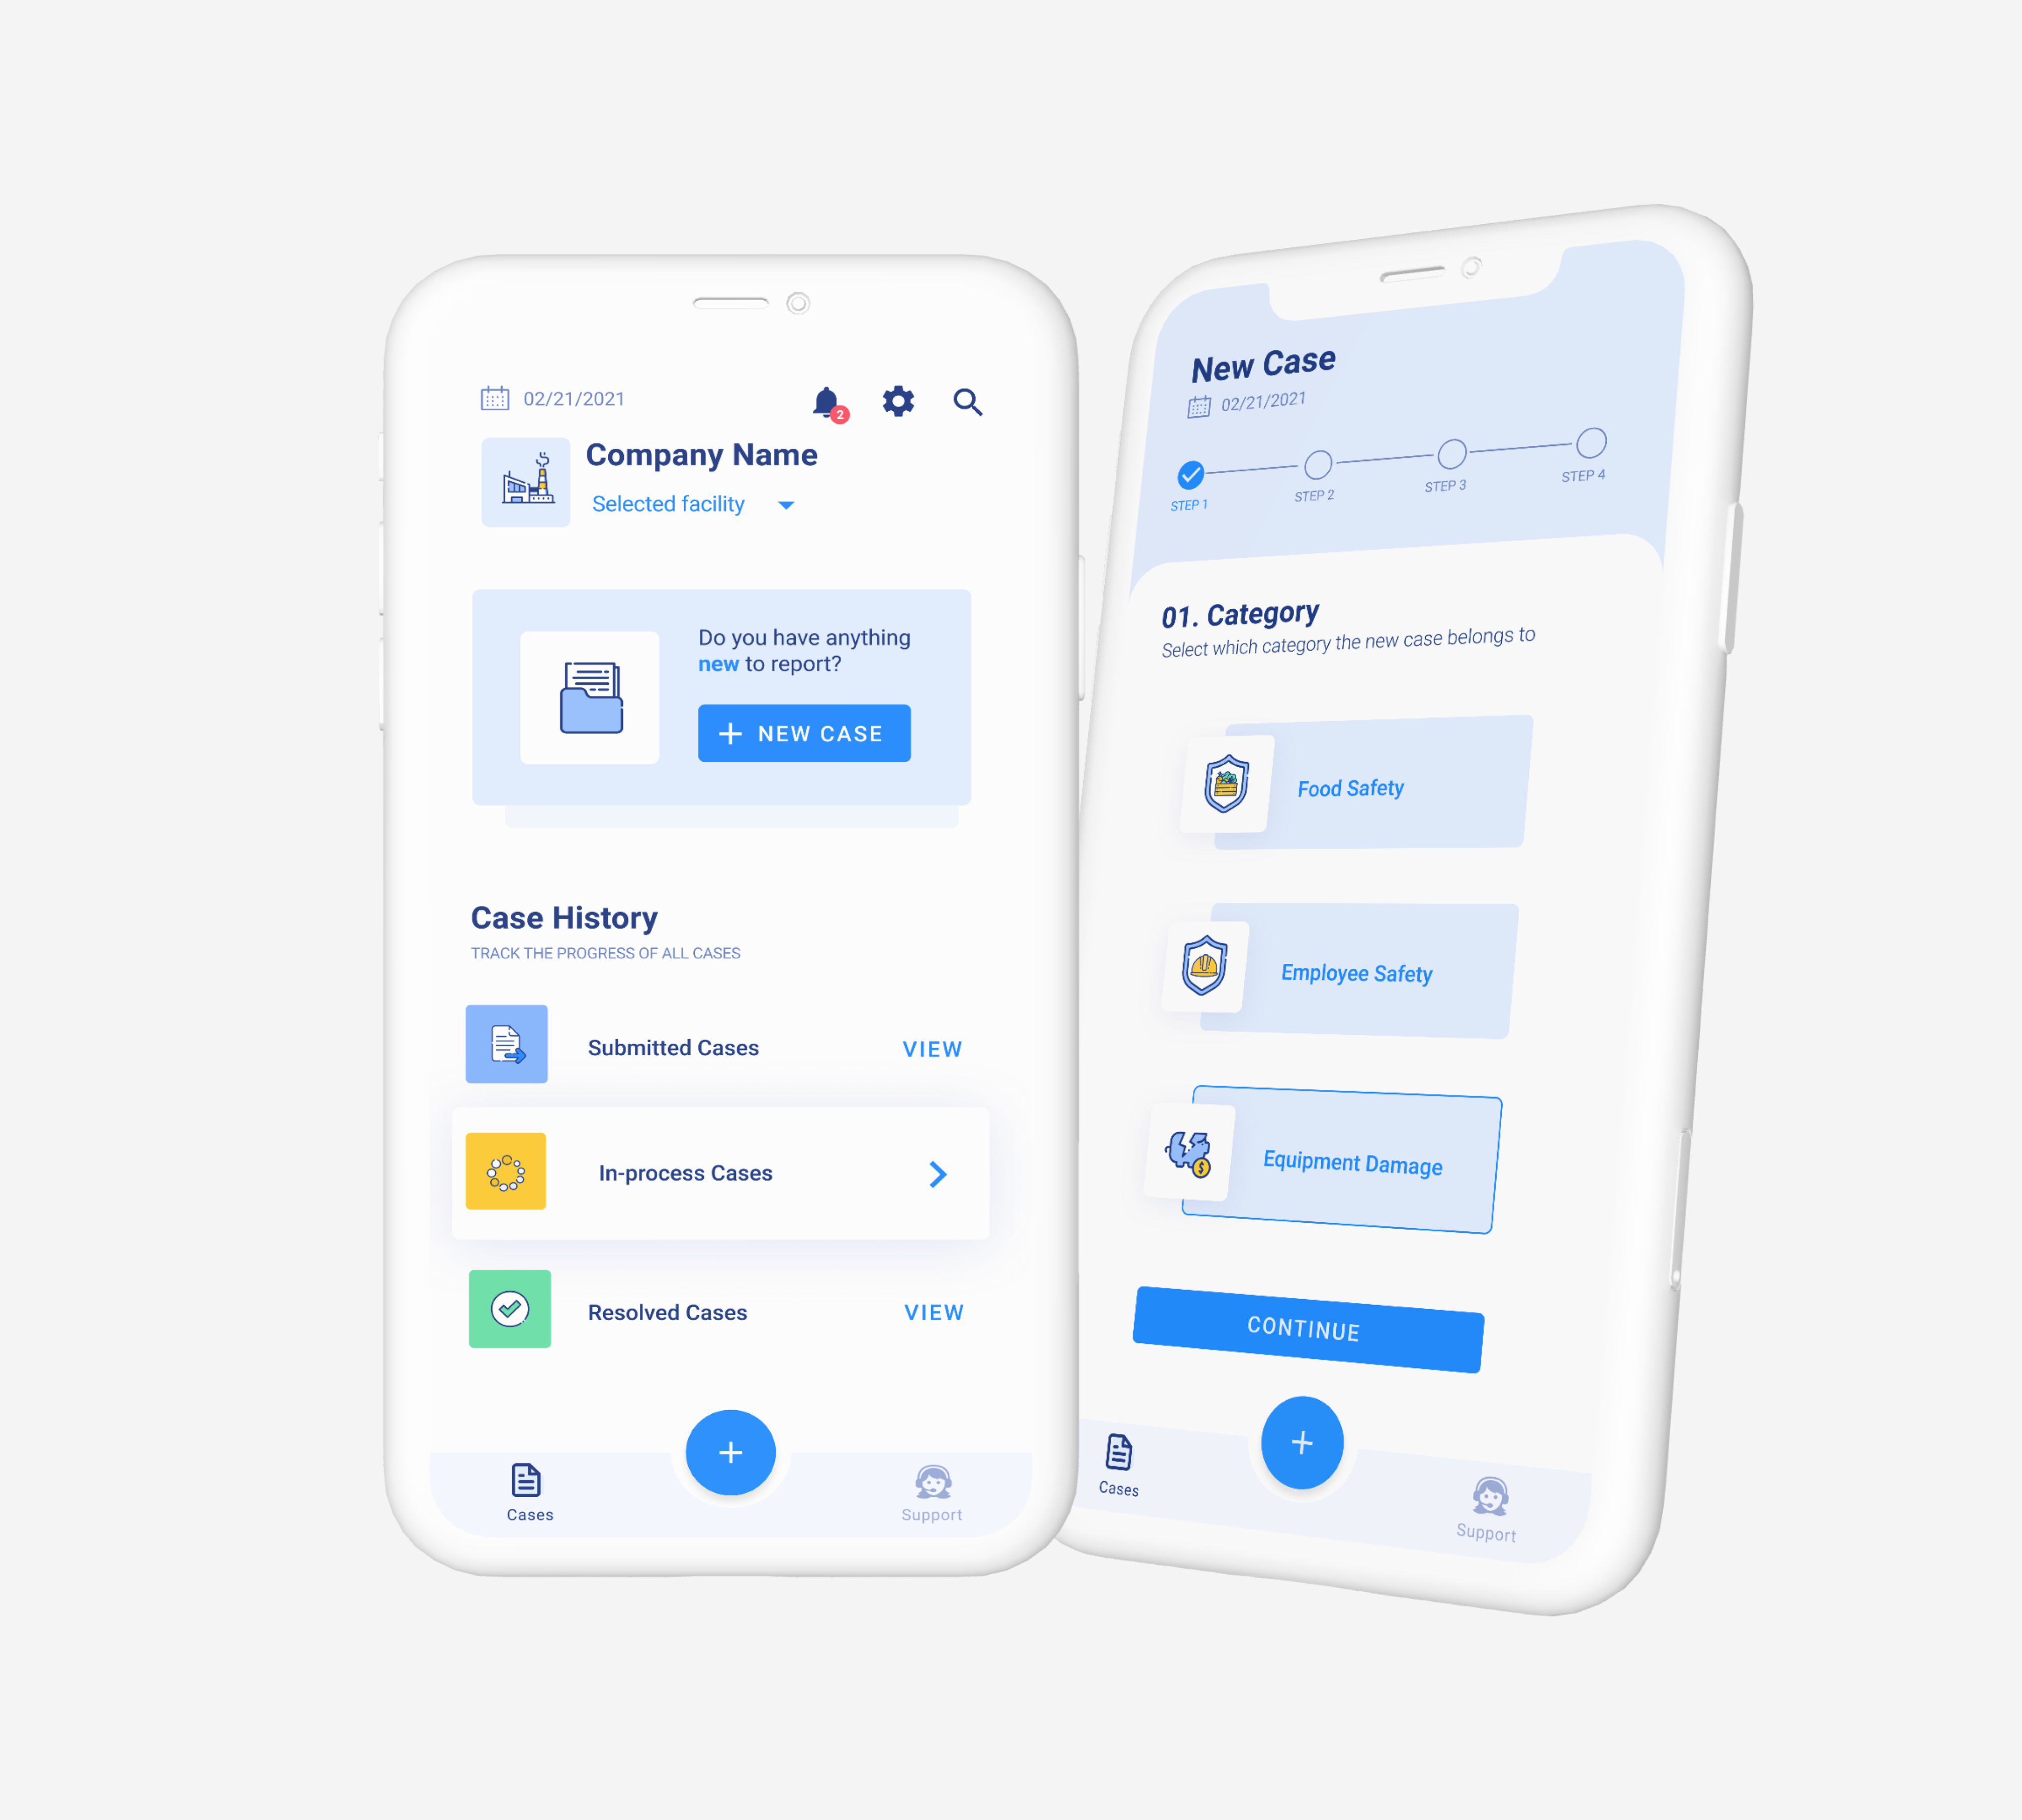 02/21/2021
2
Company Name
Selected facility
Do you have anything
new to report?
+ NEW CASE
Case History
TRACK THE PROGRESS OF ALL CASES
Submitted Cases
VIEW
In-process Cases
Resolved Cases
VIEW
+
Cases
Support
New Case
02/21/2021
STEP 1
STEP 2
STEP 3
STEP 4
01. Category
Select which category the new case belongs to
Food Safety
Employee Safety
$
Equipment Damage
CONTINUE
+
Cases
Support